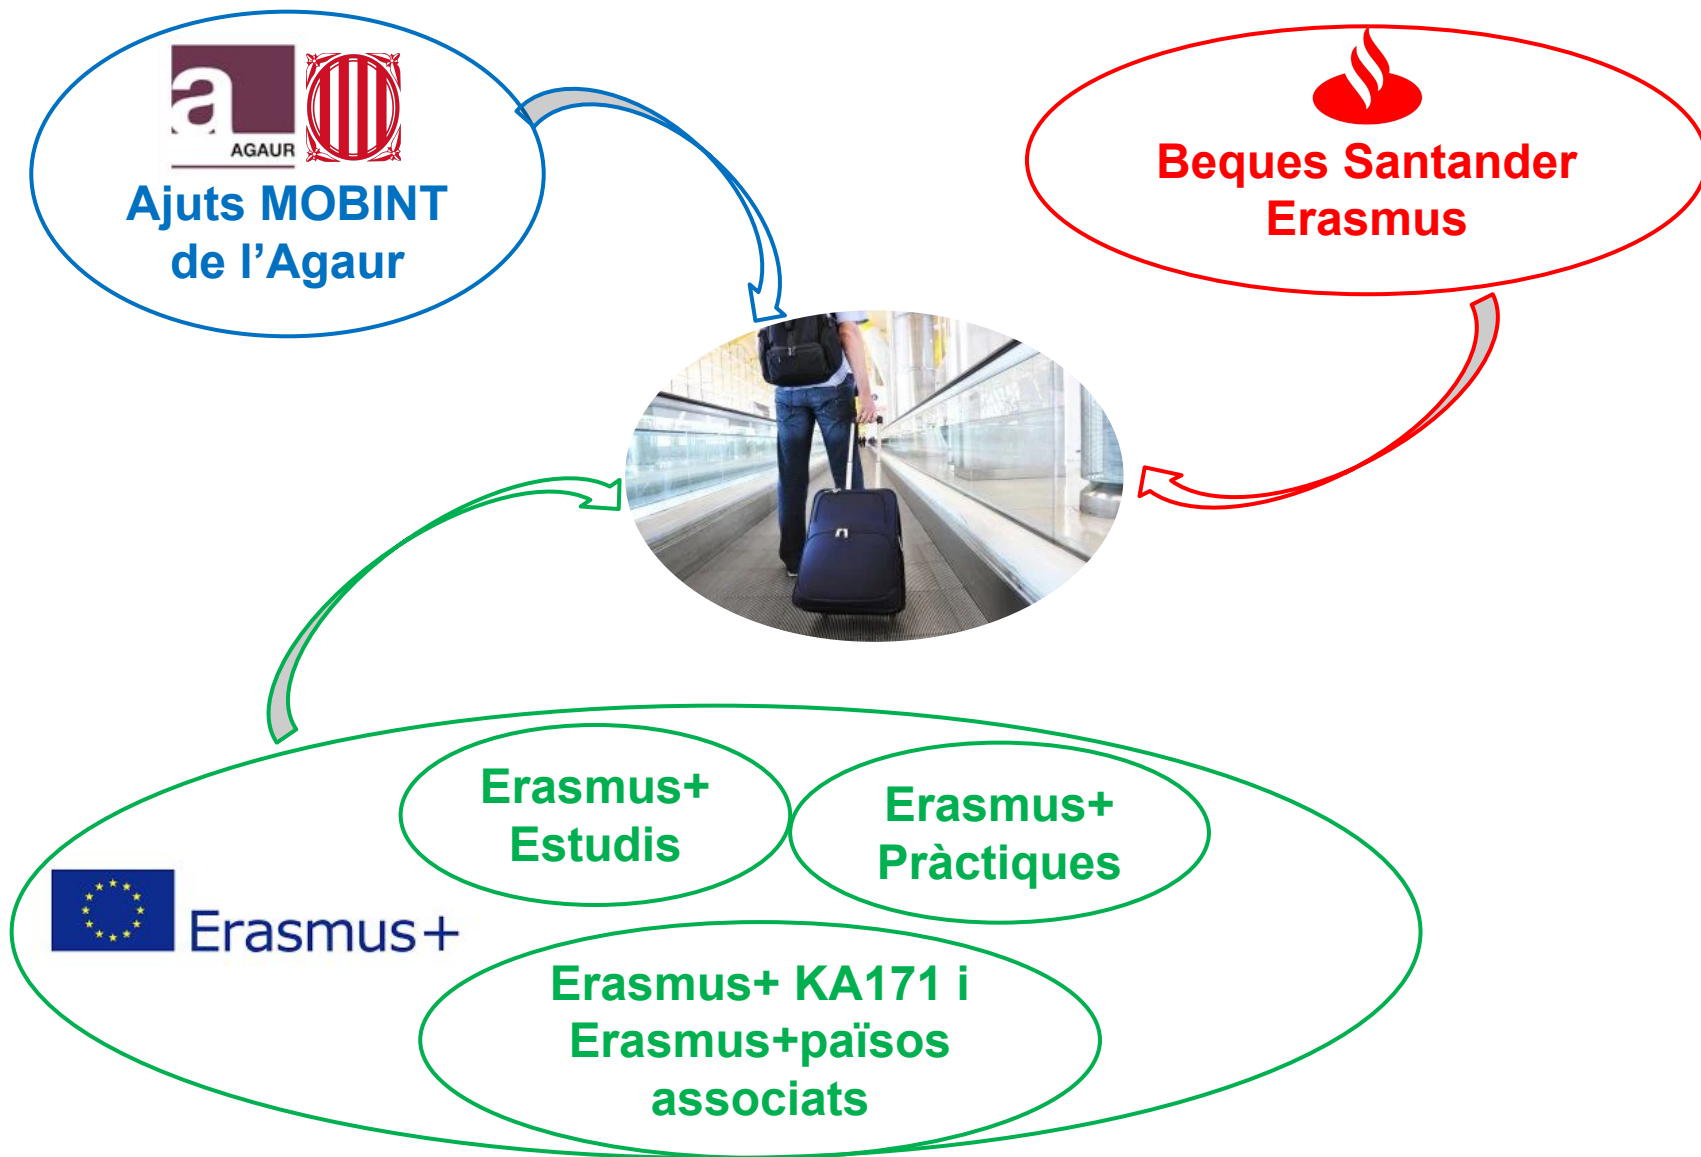 a
AGAUR
Ajuts MOBINT
de l’Agaur
Beques Santander
Erasmus
Erasmus+
Estudis
Erasmus+
Pràctiques
Erasmus+
Erasmus+ KA171 i
Erasmus+països
associats